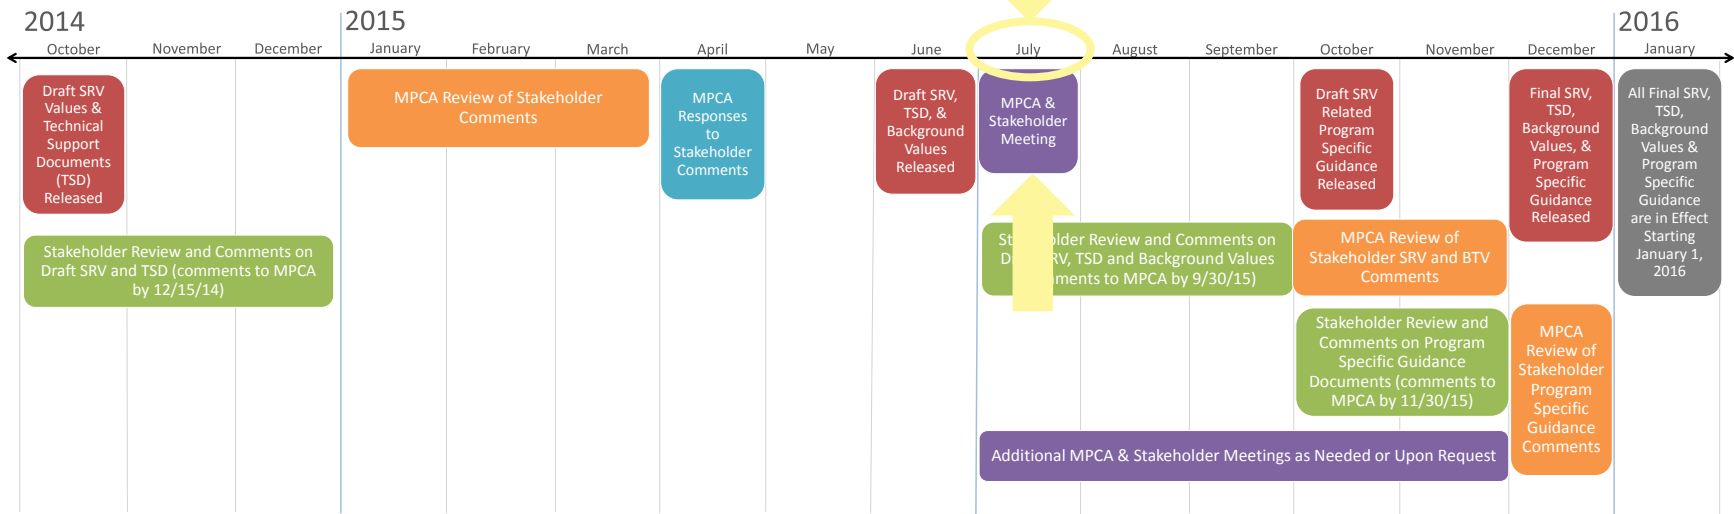 2014
2015
2016
October
November
December
January
February
March
April
May
June
July
August
September
October
November
December
January
Draft SRV
Values &
Technical
Support
Documents
(TSD)
Released
MPCA Review of Stakeholder
Comments
MPCA
Responses
to
Stakeholder
Comments
Draft SRV,
TSD, &
Background
Values
Released
MPCA &
Stakeholder
Meeting
Draft SRV
Related
Program
Specific
Guidance
Released
Final SRV,
TSD,
Background
Values, &
Program
Specific
Guidance
Released
All Final SRV,
TSD,
Background
Values &
Program
Specific
Guidance
are in Effect
Starting
January 1,
2016
Stakeholder Review and Comments on
Draft SRV and TSD (comments to MPCA
by 12/15/14)
Review and Comments on
TSD and Background Values
to MPCA by 9/30/15)
MPCA Review of
Stakeholder SRV and BTV
Comments
Stakeholder Review and
Comments on Program
Specific Guidance
Documents (comments to
MPCA by 11/30/15)
MPCA
Review of
Stakeholder
Program
Specific
Guidance
Comments
Additional MPCA & Stakeholder Meetings as Needed or Upon Request